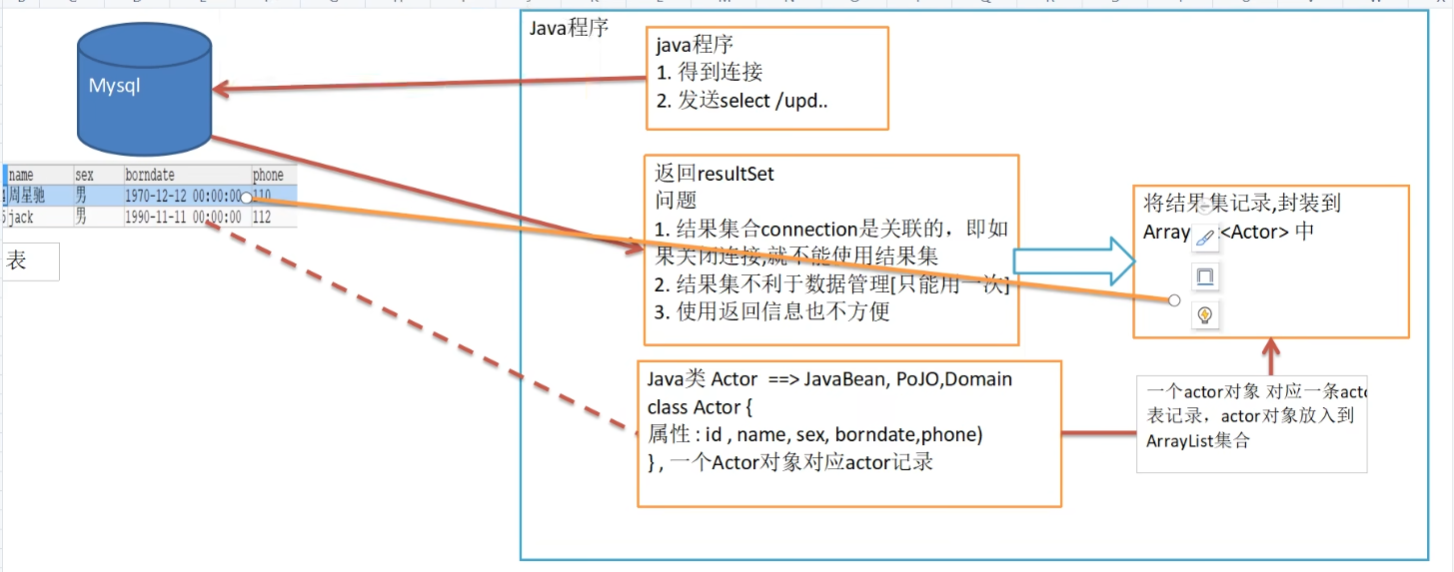 Java程序
java程序
1. 得到连接
2. 发送select /upd..
Mysql
name sex borndate phone
周星驰 男 1970-12-12 00:00:00 110
jack 男 1990-11-11 00:00:00 112
表
返回resultSet
问题
1. 结果集合connection是关联的，即如
果关闭连接,就不能使用结果集
2. 结果集不利于数据管理[只能用一次]
3. 使用返回信息也不方便
将结果集记录,封装到
Array <Actor> 中
Java类 Actor ==> JavaBean, PoJO,Domain
class Actor {
属性 : id , name, sex, borndate,phone)
} , 一个Actor对象对应actor记录
一个actor对象 对应一条acto
表记录，actor对象放入到
ArrayList集合